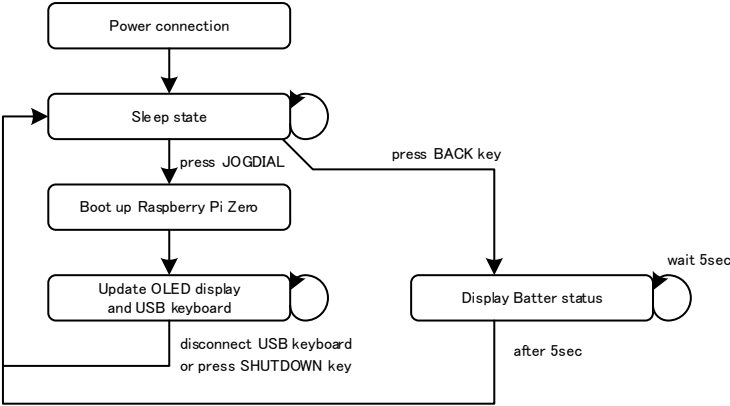 Power connection
Sleep state
press JOGDIAL
press BACK key
Boot up Raspberry Pi Zero
wait 5sec
Update OLED display
and USB keyboard
Display Batter status
disconnect USB keyboard
or press SHUTDOWN key
after 5sec